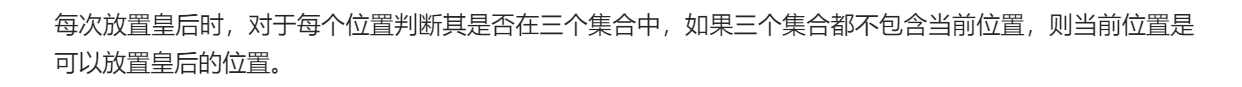 每次放置皇后时，对于每个位置判断其是否在三个集合中，如果三个集合都不包含当前位置，则当前位置是
可以放置皇后的位置。